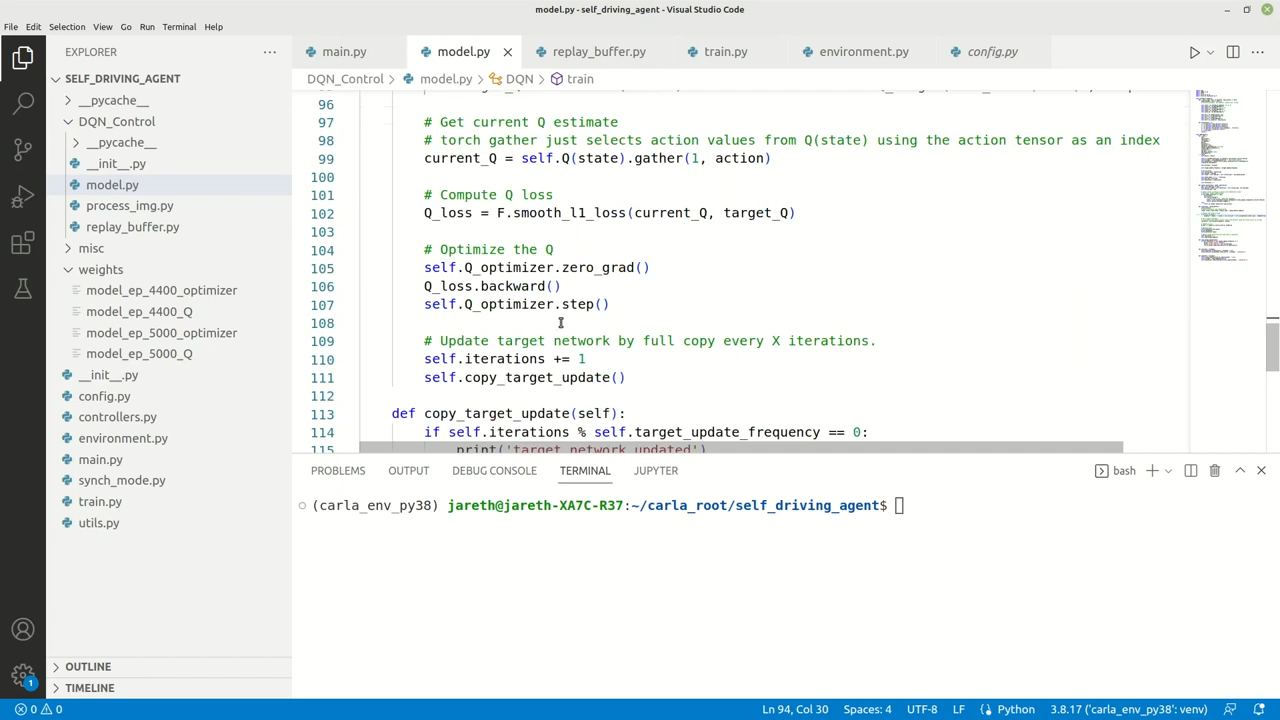 model.py - self_driving_agent - Visual Studio Code
File Edit Selection View Go Run Terminal Help
EXPLORER
main.py
model.py
replay_buffer.py
train.py
environment.py
config.py
SELF_DRIVING_AGENT
DQN_Control > model.py > DQN > train
__pycache__
DQN_Control
__pycache__
__init__.py
model.py
process_img.py
replay_buffer.py
misc
weights
model_ep_4400_optimizer
model_ep_4400_Q
model_ep_5000_optimizer
model_ep_5000_Q
__init__.py
config.py
controllers.py
environment.py
main.py
synch_mode.py
train.py
utils.py
OUTLINE
TIMELINE
96
97 # Get current Q estimate
98 # torch gather just selects action values from Q(state) using the action tensor as an index
99 current_Q = self.Q(state).gather(1, action)
100
101 # Compute Q loss
102 Q_loss = F.smooth_l1_loss(current_Q, target_Q)
103
104 # Optimize the Q
105 self.Q_optimizer.zero_grad()
106 Q_loss.backward()
107 self.Q_optimizer.step()
108
109 # Update target network by full copy every X iterations.
110 self.iterations += 1
111 self.copy_target_update()
112
113 def copy_target_update(self):
114 if self.iterations % self.target_update_frequency == 0:
115 print('target network updated')
PROBLEMS OUTPUT DEBUG CONSOLE TERMINAL JUPYTER
bash
(carla_env_py38) jareth@jareth-XA7C-R37:~/carla_root/self_driving_agent$
1
0 0
Ln 94, Col 30 Spaces: 4 UTF-8 LF Python 3.8.17 ('carla_env_py38': venv)